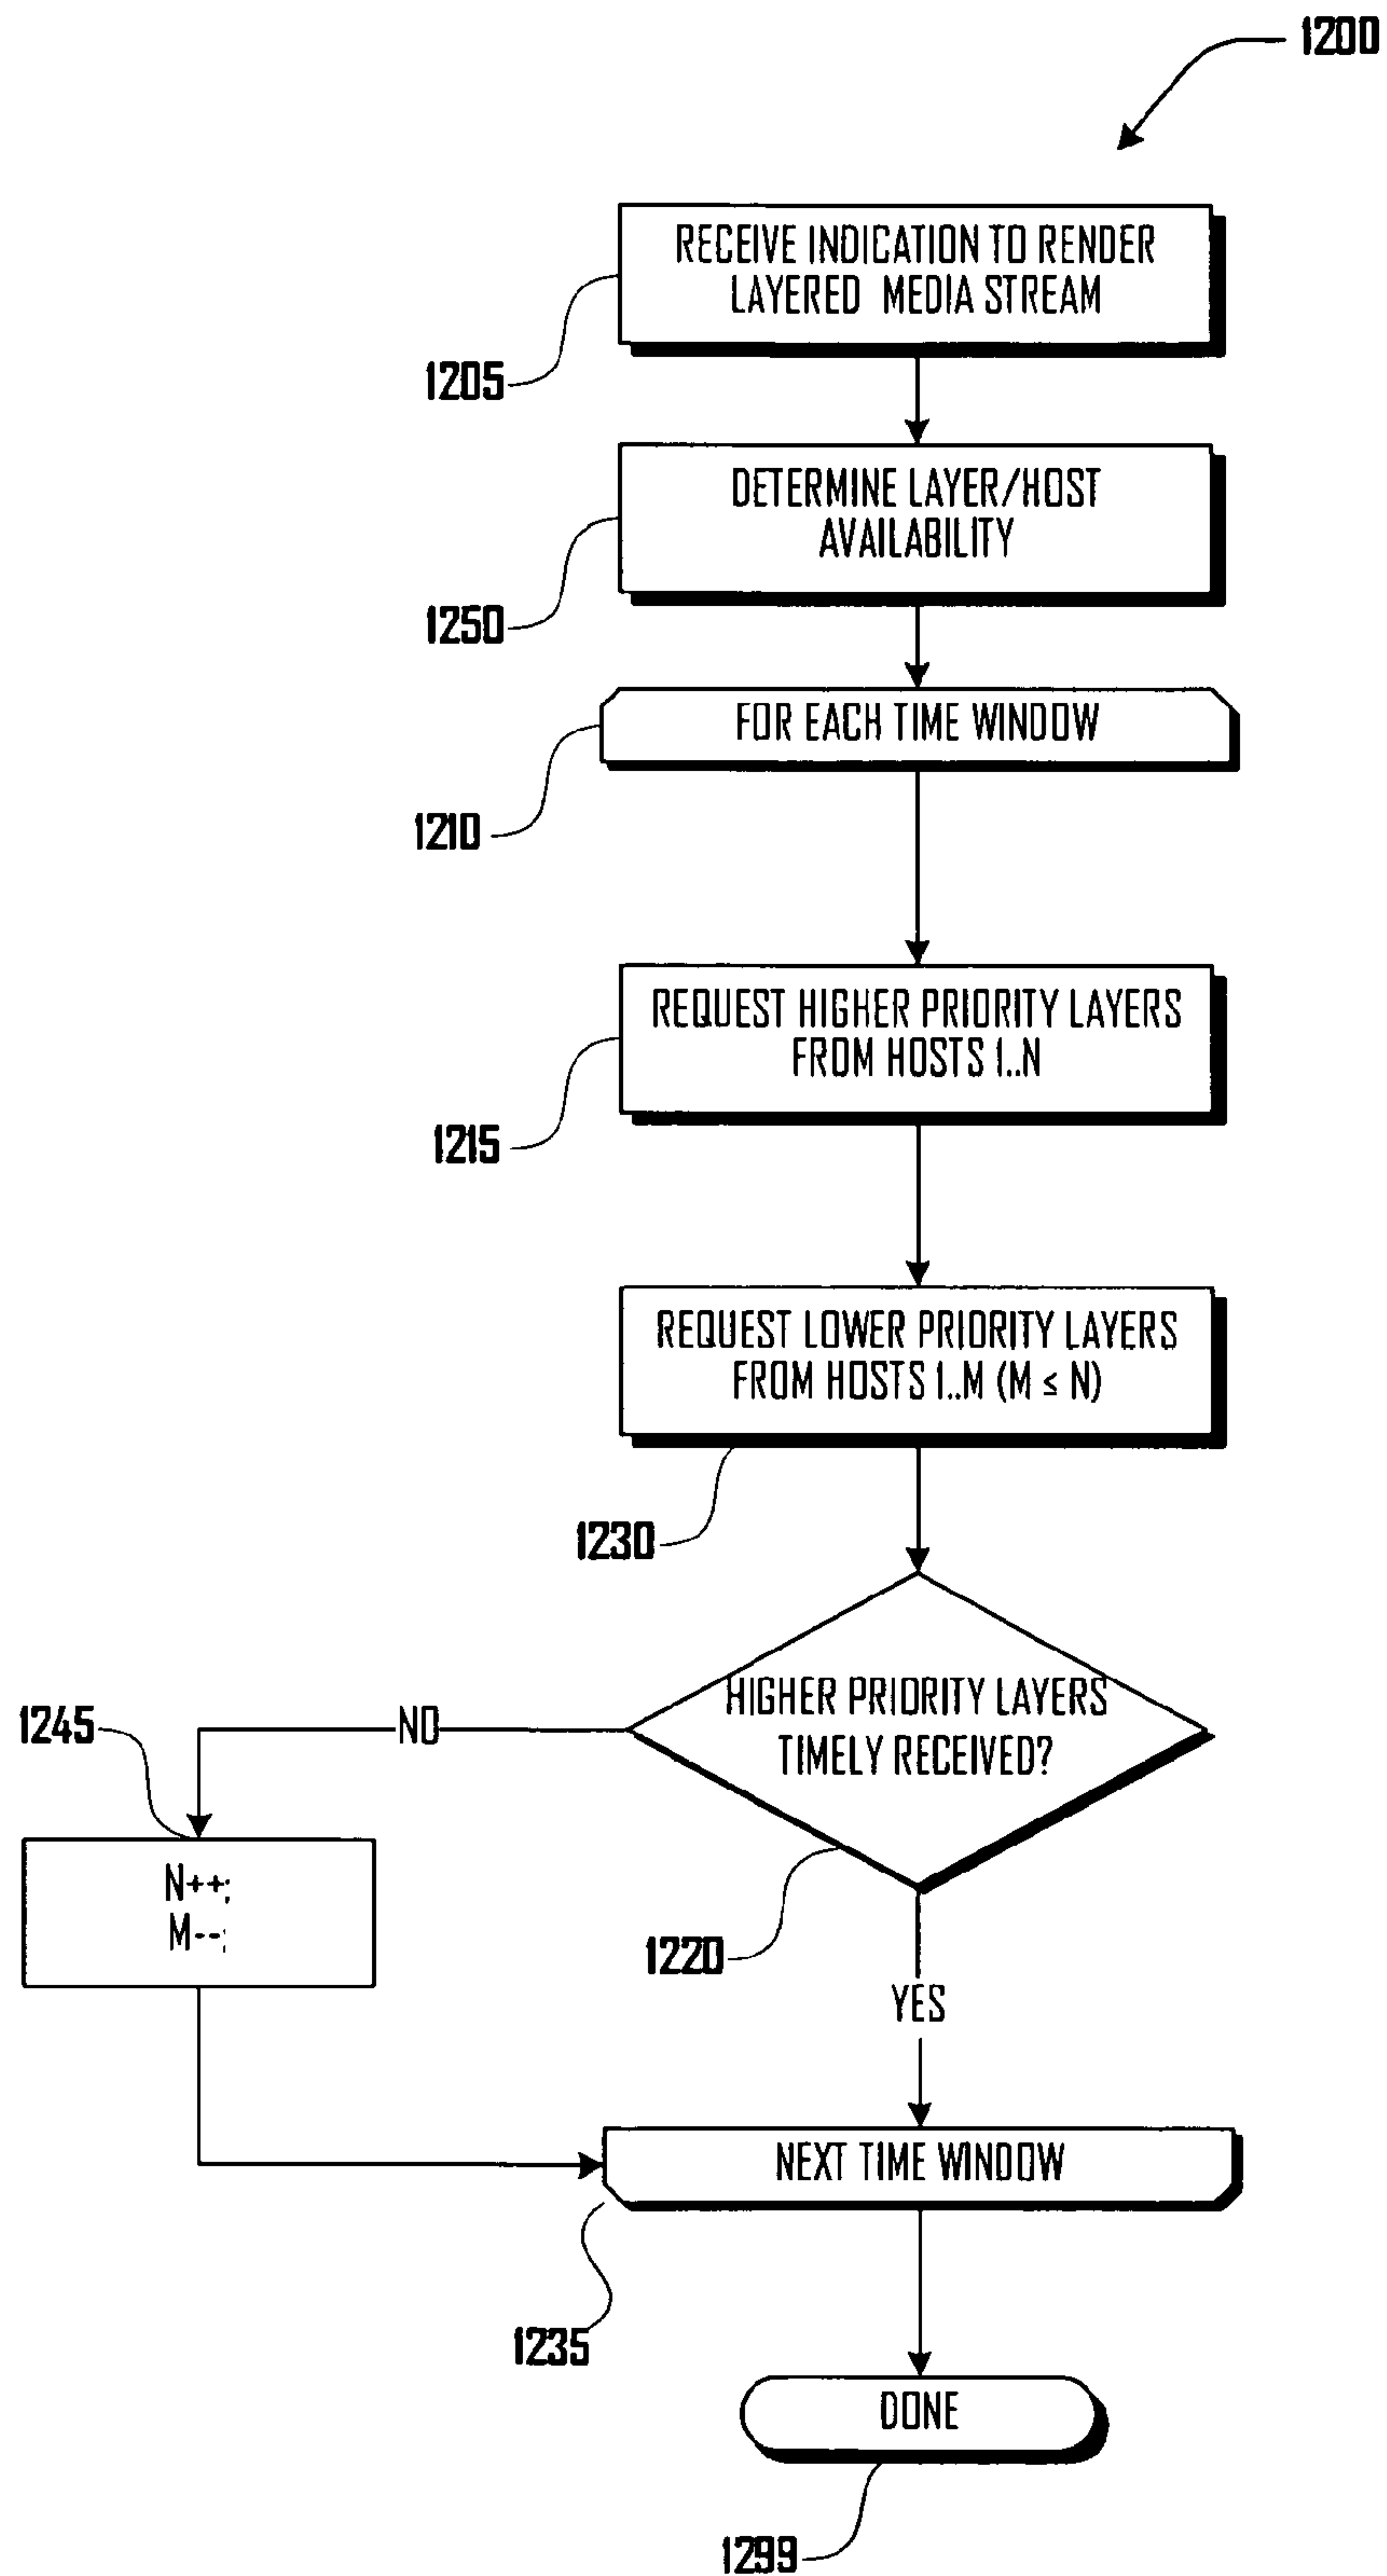 1200
RECEIVE INDICATION TO RENDER
LAYERED MEDIA STREAM
1205
DETERMINE LAYER/HOST
AVAILABILITY
1250
FOR EACH TIME WINDOW
1210
REQUEST HIGHER PRIORITY LAYERS
FROM HOSTS 1..N
1215
REQUEST LOWER PRIORITY LAYERS
FROM HOSTS 1..M (M ≤ N)
1230
HIGHER PRIORITY LAYERS
TIMELY RECEIVED?
1220
NO
1245
N++;
M--;
YES
NEXT TIME WINDOW
1235
DONE
1299